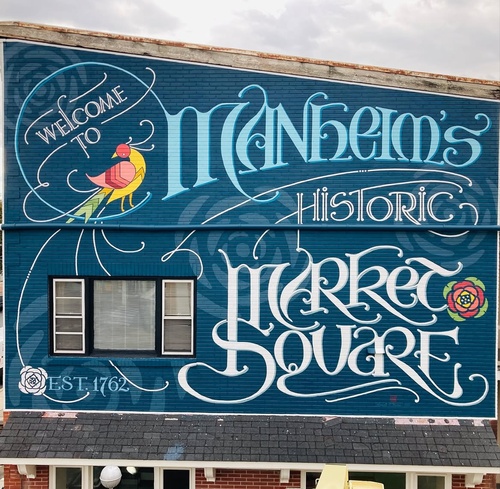 WELCOME
TO
MANHEIM'S
HISTORIC
MARKET
SQUARE
EST. 1762